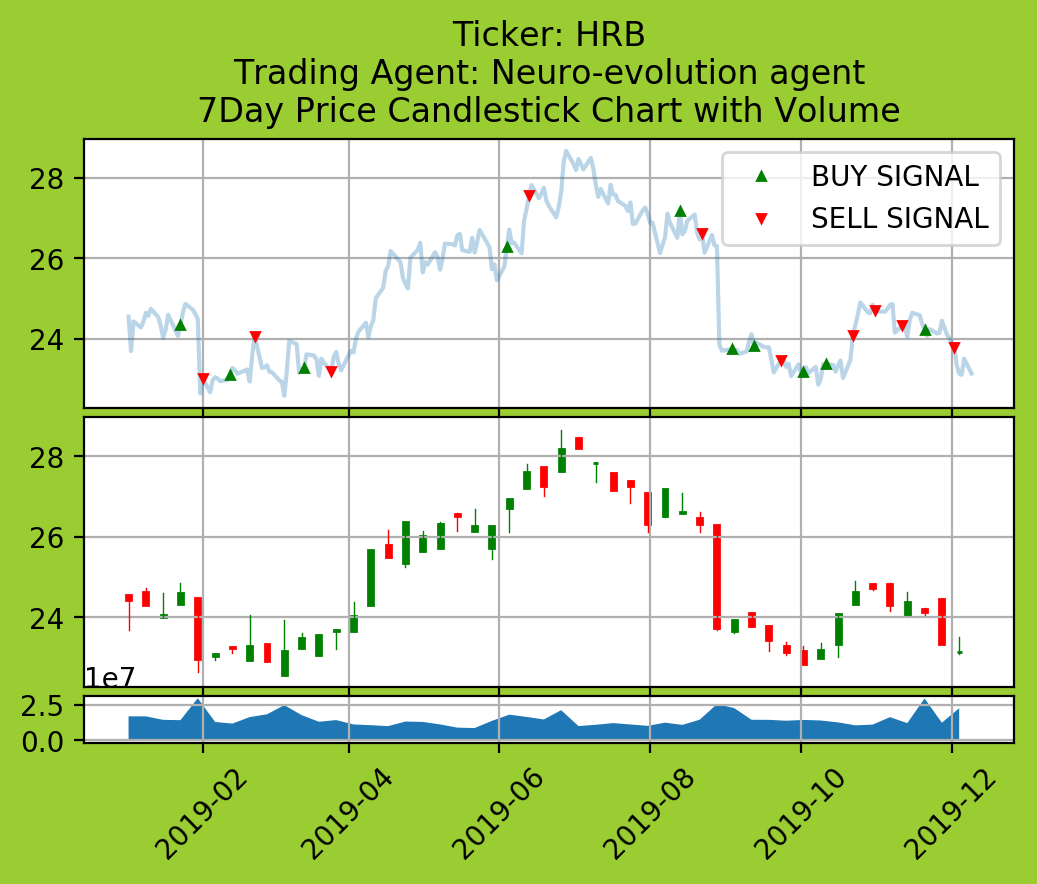 Ticker: HRB
Trading Agent: Neuro-evolution agent
7Day Price Candlestick Chart with Volume
BUY SIGNAL
SELL SIGNAL
28
26
24
28
26
24
1e7
2.5
0.0
2019-02
2019-04
2019-06
2019-08
2019-10
2019-12